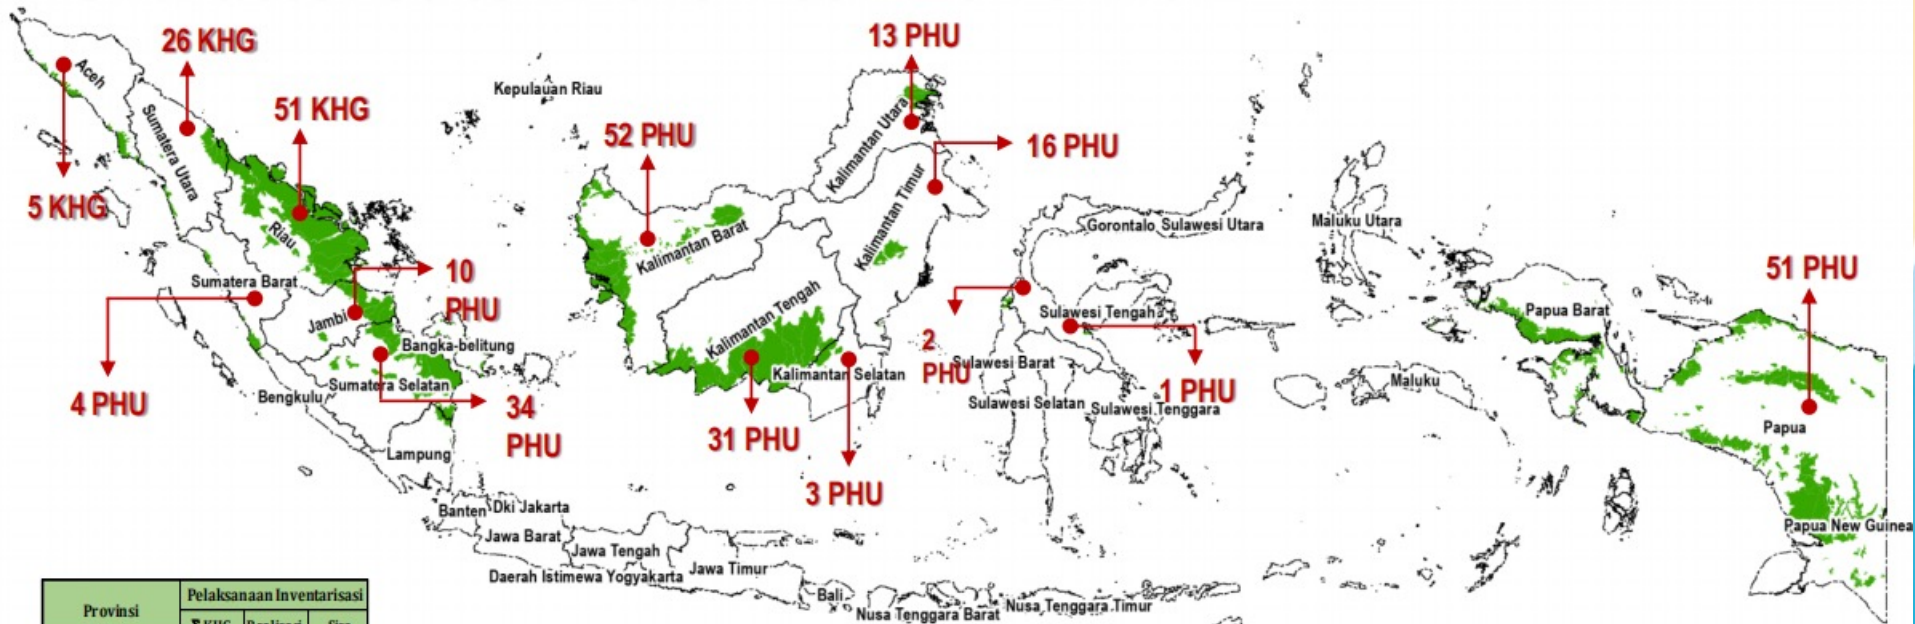 26 KHG
13 PHU
Aceh
Kepulauan Riau
51 KHG
52 PHU
16 PHU
Sumatera Utara
Kalimantan Utara
5 KHG
Riau
Kalimantan Barat
Kalimantan Timur
Gorontalo
Sulawesi Utara
Maluku Utara
51 PHU
Sumatera Barat
10
PHU
Jambi
Kalimantan Tengah
Sulawesi Tengah
Papua Barat
Bangka-belitung
2
PHU
Sulawesi Barat
Kalimantan Selatan
Sumatera Selatan
Bengkulu
4 PHU
34
PHU
1 PHU
Maluku
Sulawesi Selatan
Sulawesi Tenggara
31 PHU
Papua
Lampung
3 PHU
Banten
Dki Jakarta
Papua New Guinea
Jawa Barat
Jawa Tengah
Jawa Timur
Daerah Istimewa Yogyakarta
Bali
Nusa Tenggara Barat
Nusa Tenggara Timur
Provinsi
Pelaksanaan Inventarisasi